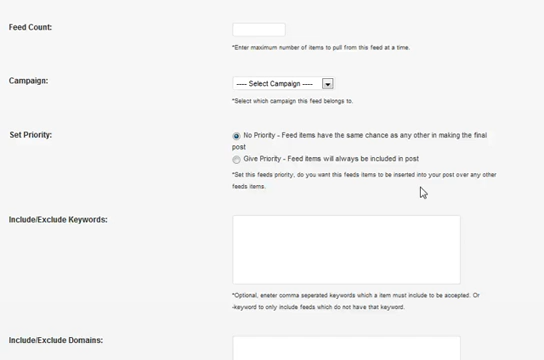 Feed Count:
*Enter maximum number of items to pull from this feed at a time.
Campaign:
---- Select Campaign ----
*Select which campaign this feed belongs to.
Set Priority:
No Priority - Feed items have the same chance as any other in making the final
post
Give Priority - Feed items will always be included in post
*Set this feeds priority, do you want this feeds items to be inserted into your post over any other
feeds items.
Include/Exclude Keywords:
*Optional, eneter comma seperated keywords which a item must include to be accepted. Or
-keyword to only include feeds which do not have that keyword.
Include/Exclude Domains: